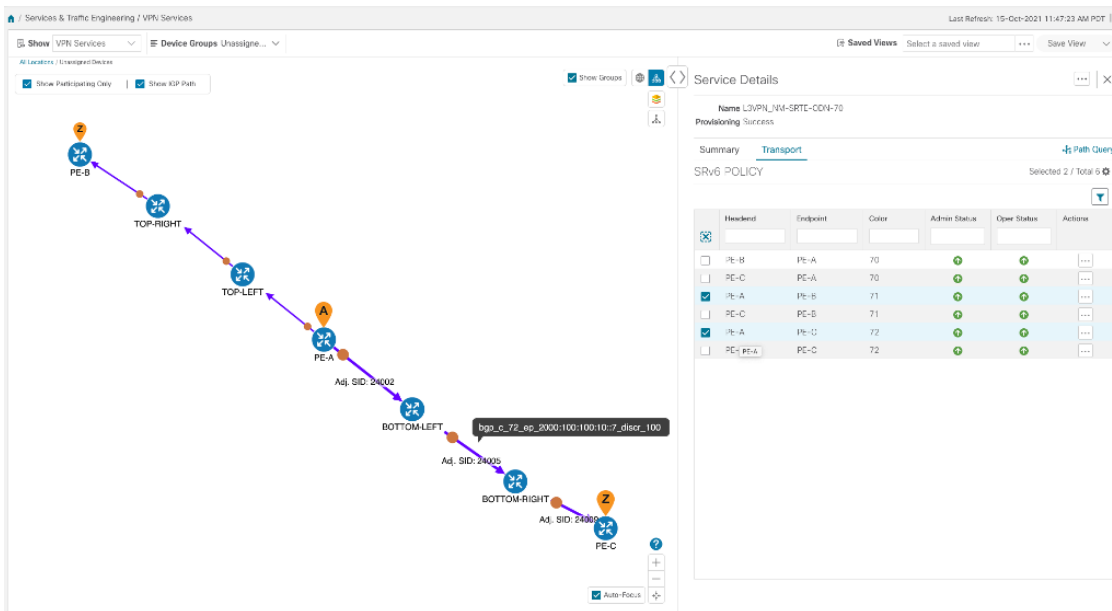 / Services & Traffic Engineering / VPN Services
Last Refresh: 15-Oct-2021 11:47:23 AM PDT
Show VPN Services
Device Groups Unassigne...
Saved Views Select a saved view
Save View
All Locations / Unassigned Devices
Show Participating Only | Show IGP Path
Show Groups
Z
PE-B
TOP-RIGHT
TOP-LEFT
A
PE-A
Adj. SID: 24002
BOTTOM-LEFT
bgp_c_72_ep_2000:100:100:10::7_discr_100
Adj. SID: 24005
BOTTOM-RIGHT
Z
Adj. SID: 24009
PE-C
?
Auto-Focus
Service Details
Name L3VPN_NM-SRTE-ODN-70
Provisioning Success
Summary Transport
Path Query
SRv6 POLICY
Selected 2 / Total 6
Headend Endpoint Color Admin Status Oper Status Actions
PE-B PE-A 70
PE-C PE-A 70
PE-A PE-B 71
PE-C PE-B 71
PE-A PE-C 72
PE- PE-A PE-C 72